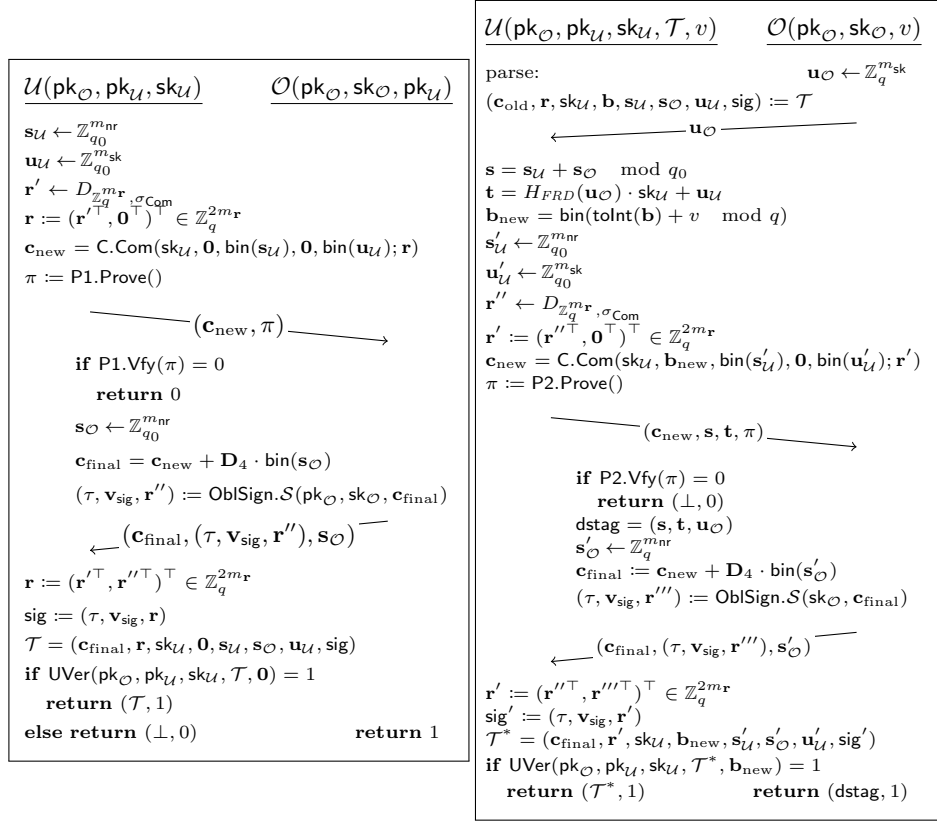 𝒰(pk_𝒪, pk_𝒰, sk_𝒰) 𝒪(pk_𝒪, sk_𝒪, pk_𝒰)
s_𝒰 ← ℤ_{q_0}^{m_nr}
u_𝒰 ← ℤ_{q_0}^{m_sk}
r′ ← D_{ℤ_q^{m_r}, σ_Com}
r := (r′^⊤, 0^⊤)^⊤ ∈ ℤ_q^{2m_r}
c_new = C.Com(sk_𝒰, 0, bin(s_𝒰), 0, bin(u_𝒰); r)
π := P1.Prove()
(c_new, π)
if P1.Vfy(π) = 0
return 0
s_𝒪 ← ℤ_{q_0}^{m_nr}
c_final = c_new + D_4 · bin(s_𝒪)
(τ, v_sig, r″) := OblSign.𝒮(pk_𝒪, sk_𝒪, c_final)
(c_final, (τ, v_sig, r″), s_𝒪)
r := (r′^⊤, r″^⊤)^⊤ ∈ ℤ_q^{2m_r}
sig := (τ, v_sig, r)
𝒯 = (c_final, r, sk_𝒰, 0, s_𝒰, s_𝒪, u_𝒰, sig)
if UVer(pk_𝒪, pk_𝒰, sk_𝒰, 𝒯, 0) = 1
return (𝒯, 1)
else return (⊥, 0) return 1
𝒰(pk_𝒪, pk_𝒰, sk_𝒰, 𝒯, v) 𝒪(pk_𝒪, sk_𝒪, v)
parse: u_𝒪 ← ℤ_q^{m_sk}
(c_old, r, sk_𝒰, b, s_𝒰, s_𝒪, u_𝒰, sig) := 𝒯
u_𝒪
s = s_𝒰 + s_𝒪 mod q_0
t = H_{FRD}(u_𝒪) · sk_𝒰 + u_𝒰
b_new = bin(toInt(b) + v mod q)
s′_𝒰 ← ℤ_{q_0}^{m_nr}
u′_𝒰 ← ℤ_{q_0}^{m_sk}
r″ ← D_{ℤ_q^{m_r}, σ_Com}
r′ := (r″^⊤, 0^⊤)^⊤ ∈ ℤ_q^{2m_r}
c_new = C.Com(sk_𝒰, b_new, bin(s′_𝒰), 0, bin(u′_𝒰); r′)
π := P2.Prove()
(c_new, s, t, π)
if P2.Vfy(π) = 0
return (⊥, 0)
dstag = (s, t, u_𝒪)
s′_𝒪 ← ℤ_q^{m_nr}
c_final := c_new + D_4 · bin(s′_𝒪)
(τ, v_sig, r‴) := OblSign.𝒮(sk_𝒪, c_final)
(c_final, (τ, v_sig, r‴), s′_𝒪)
r′ := (r″^⊤, r‴^⊤)^⊤ ∈ ℤ_q^{2m_r}
sig′ := (τ, v_sig, r′)
𝒯* = (c_final, r′, sk_𝒰, b_new, s′_𝒰, s′_𝒪, u′_𝒰, sig′)
if UVer(pk_𝒪, pk_𝒰, sk_𝒰, 𝒯*, b_new) = 1
return (𝒯*, 1) return (dstag, 1)